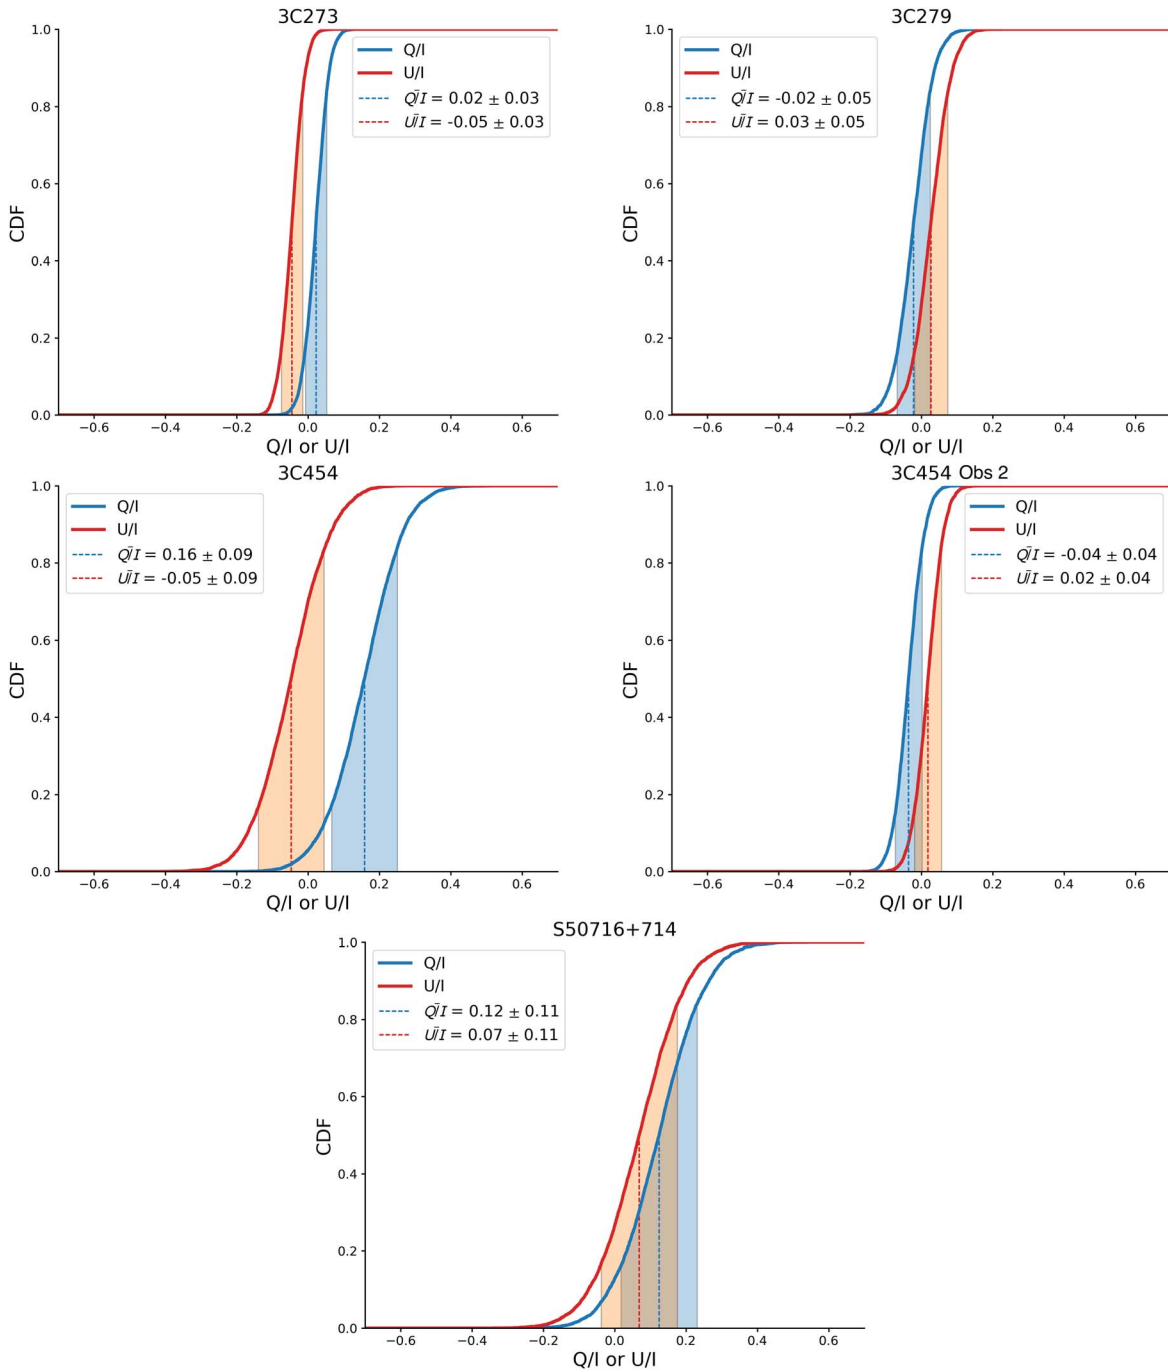 3C273
1.0
0.8
0.6
0.4
0.2
0.0
CDF
Q/I
U/I
Q̄/I = 0.02 ± 0.03
Ū/I = -0.05 ± 0.03
−0.6 −0.4 −0.2 0.0 0.2 0.4 0.6
Q/I or U/I
3C279
1.0
0.8
0.6
0.4
0.2
0.0
CDF
Q/I
U/I
Q̄/I = -0.02 ± 0.05
Ū/I = 0.03 ± 0.05
−0.6 −0.4 −0.2 0.0 0.2 0.4 0.6
Q/I or U/I
3C454
1.0
0.8
0.6
0.4
0.2
0.0
CDF
Q/I
U/I
Q̄/I = 0.16 ± 0.09
Ū/I = -0.05 ± 0.09
−0.6 −0.4 −0.2 0.0 0.2 0.4 0.6
Q/I or U/I
3C454 Obs 2
1.0
0.8
0.6
0.4
0.2
0.0
CDF
Q/I
U/I
Q̄/I = -0.04 ± 0.04
Ū/I = 0.02 ± 0.04
−0.6 −0.4 −0.2 0.0 0.2 0.4 0.6
Q/I or U/I
S50716+714
1.0
0.8
0.6
0.4
0.2
0.0
CDF
Q/I
U/I
Q̄/I = 0.12 ± 0.11
Ū/I = 0.07 ± 0.11
−0.6 −0.4 −0.2 0.0 0.2 0.4 0.6
Q/I or U/I